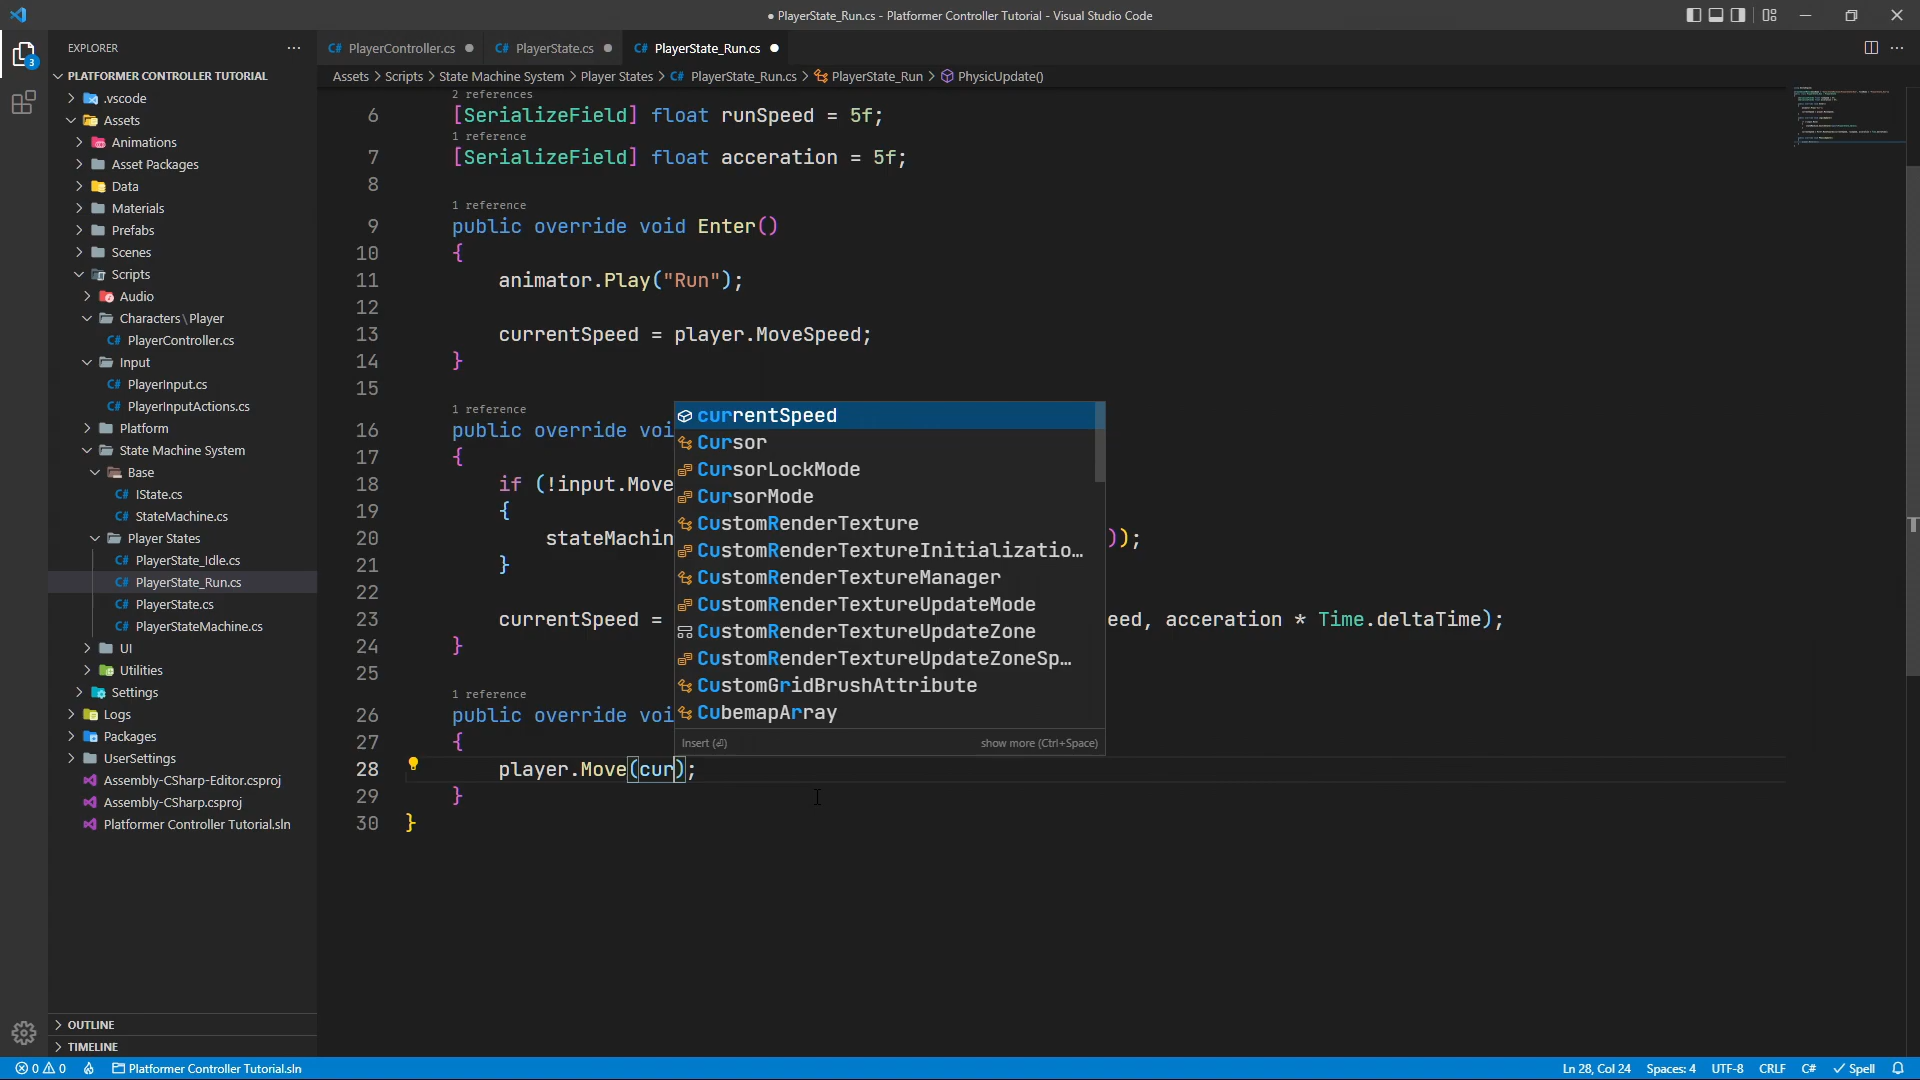 ● PlayerState_Run.cs - Platformer Controller Tutorial - Visual Studio Code
EXPLORER
PlayerController.cs
PlayerState.cs
PlayerState_Run.cs
Assets > Scripts > State Machine System > Player States > PlayerState_Run.cs > PlayerState_Run > PhysicUpdate()
3
PLATFORMER CONTROLLER TUTORIAL
.vscode
Assets
Animations
Asset Packages
Data
Materials
Prefabs
Scenes
Scripts
Audio
Characters\Player
C# PlayerController.cs
Input
C# PlayerInput.cs
C# PlayerInputActions.cs
Platform
State Machine System
Base
C# IState.cs
C# StateMachine.cs
Player States
C# PlayerState_Idle.cs
C# PlayerState_Run.cs
C# PlayerState.cs
C# PlayerStateMachine.cs
UI
Utilities
Settings
Logs
Packages
UserSettings
Assembly-CSharp-Editor.csproj
Assembly-CSharp.csproj
Platformer Controller Tutorial.sln
OUTLINE
TIMELINE
2 references
6 [SerializeField] float runSpeed = 5f;
1 reference
7 [SerializeField] float acceration = 5f;
8
1 reference
9 public override void Enter()
10 {
11 animator.Play("Run");
12
13 currentSpeed = player.MoveSpeed;
14 }
15
1 reference
16 public override voi
17 {
18 if (!input.Move
19 {
20 stateMachin ));
21 }
22
23 currentSpeed = eed, acceration * Time.deltaTime);
24 }
25
1 reference
26 public override voi
27 {
28 player.Move(cur);
29 }
30 }
currentSpeed
Cursor
CursorLockMode
CursorMode
CustomRenderTexture
CustomRenderTextureInitializatio…
CustomRenderTextureManager
CustomRenderTextureUpdateMode
CustomRenderTextureUpdateZone
CustomRenderTextureUpdateZoneSp…
CustomGridBrushAttribute
CubemapArray
Insert (⏎) show more (Ctrl+Space)
0 0 Platformer Controller Tutorial.sln
Ln 28, Col 24 Spaces: 4 UTF-8 CRLF C# Spell